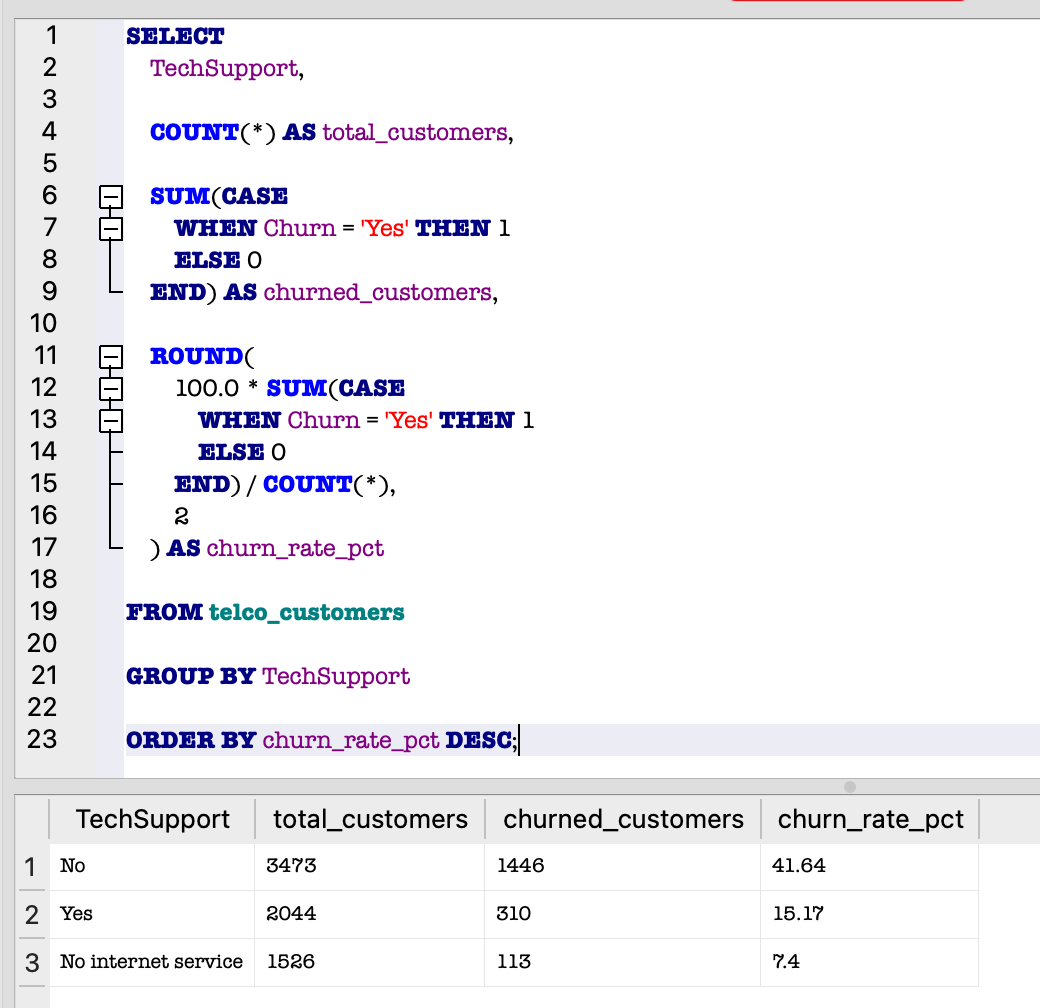 1 SELECT
2 TechSupport,
3
4 COUNT(*) AS total_customers,
5
6 SUM(CASE
7 WHEN Churn = 'Yes' THEN 1
8 ELSE 0
9 END) AS churned_customers,
10
11 ROUND(
12 100.0 * SUM(CASE
13 WHEN Churn = 'Yes' THEN 1
14 ELSE 0
15 END) / COUNT(*),
16 2
17 ) AS churn_rate_pct
18
19 FROM telco_customers
20
21 GROUP BY TechSupport
22
23 ORDER BY churn_rate_pct DESC;
TechSupport total_customers churned_customers churn_rate_pct
1 No 3473 1446 41.64
2 Yes 2044 310 15.17
3 No internet service 1526 113 7.4